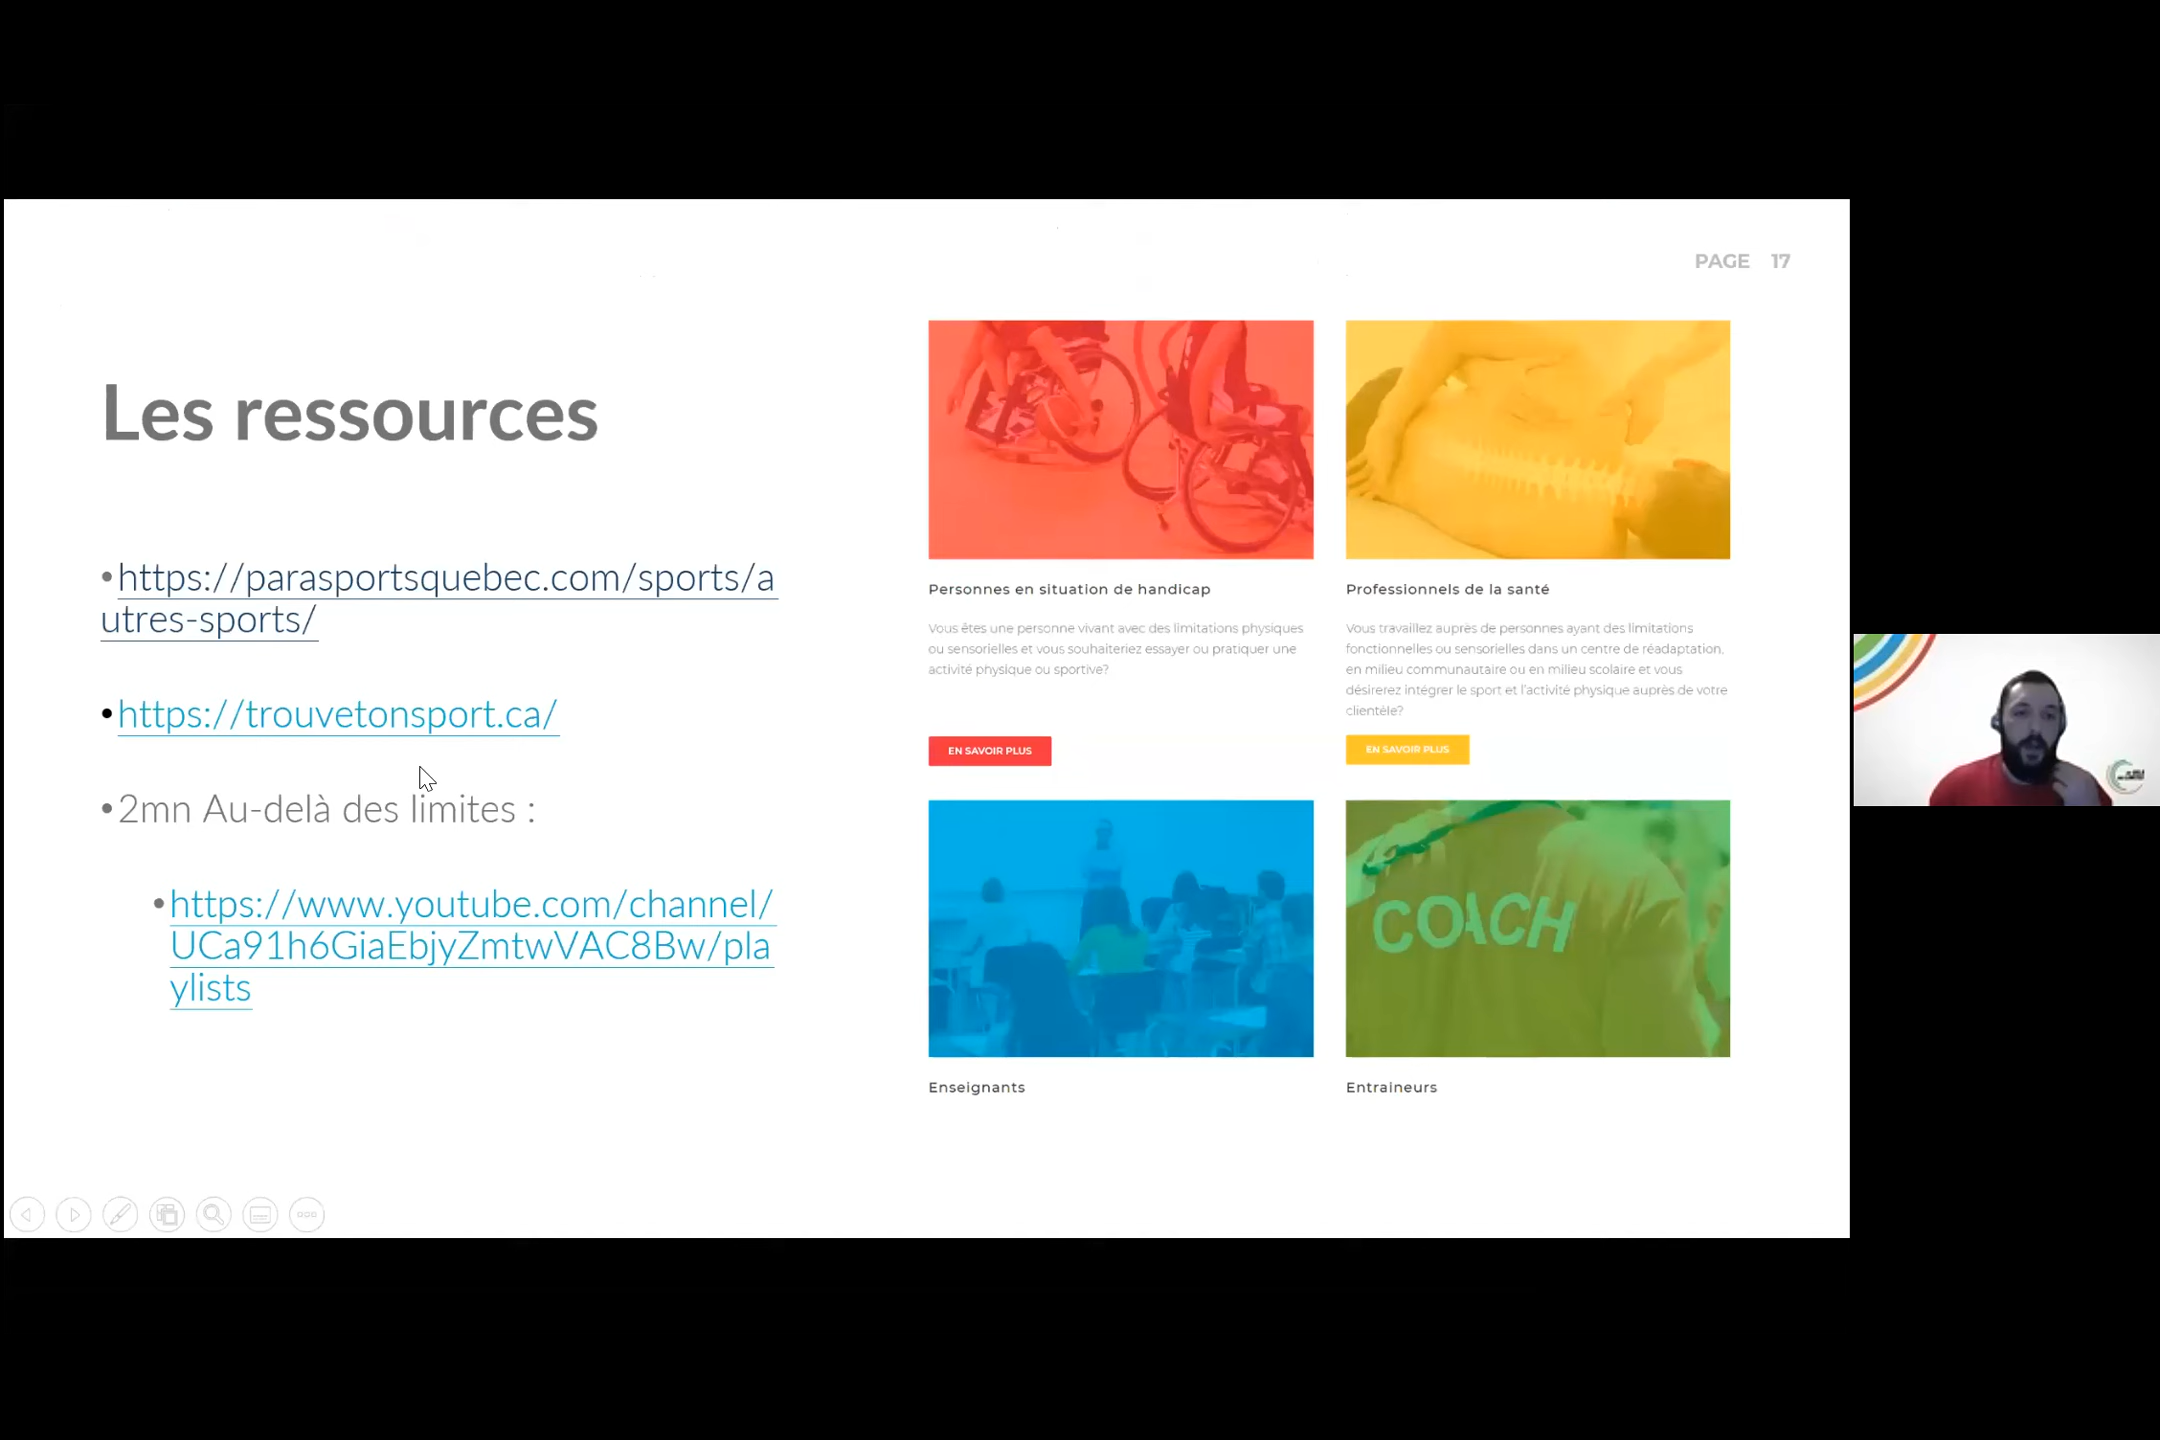 PAGE 17
Les ressources
•https://parasportsquebec.com/sports/a
utres-sports/
•https://trouvetonsport.ca/
•2mn Au-delà des limites :
•https://www.youtube.com/channel/
UCa91h6GiaEbjyZmtwVAC8Bw/pla
ylists
Personnes en situation de handicap
Vous êtes une personne vivant avec des limitations physiques
ou sensorielles et vous souhaiteriez essayer ou pratiquer une
activité physique ou sportive?
EN SAVOIR PLUS
Professionnels de la santé
Vous travaillez auprès de personnes ayant des limitations
fonctionnelles ou sensorielles dans un centre de réadaptation,
en milieu communautaire ou en milieu scolaire et vous
désirerez intégrer le sport et l'activité physique auprès de votre
clientèle?
EN SAVOIR PLUS
Enseignants
COACH
Entraineurs